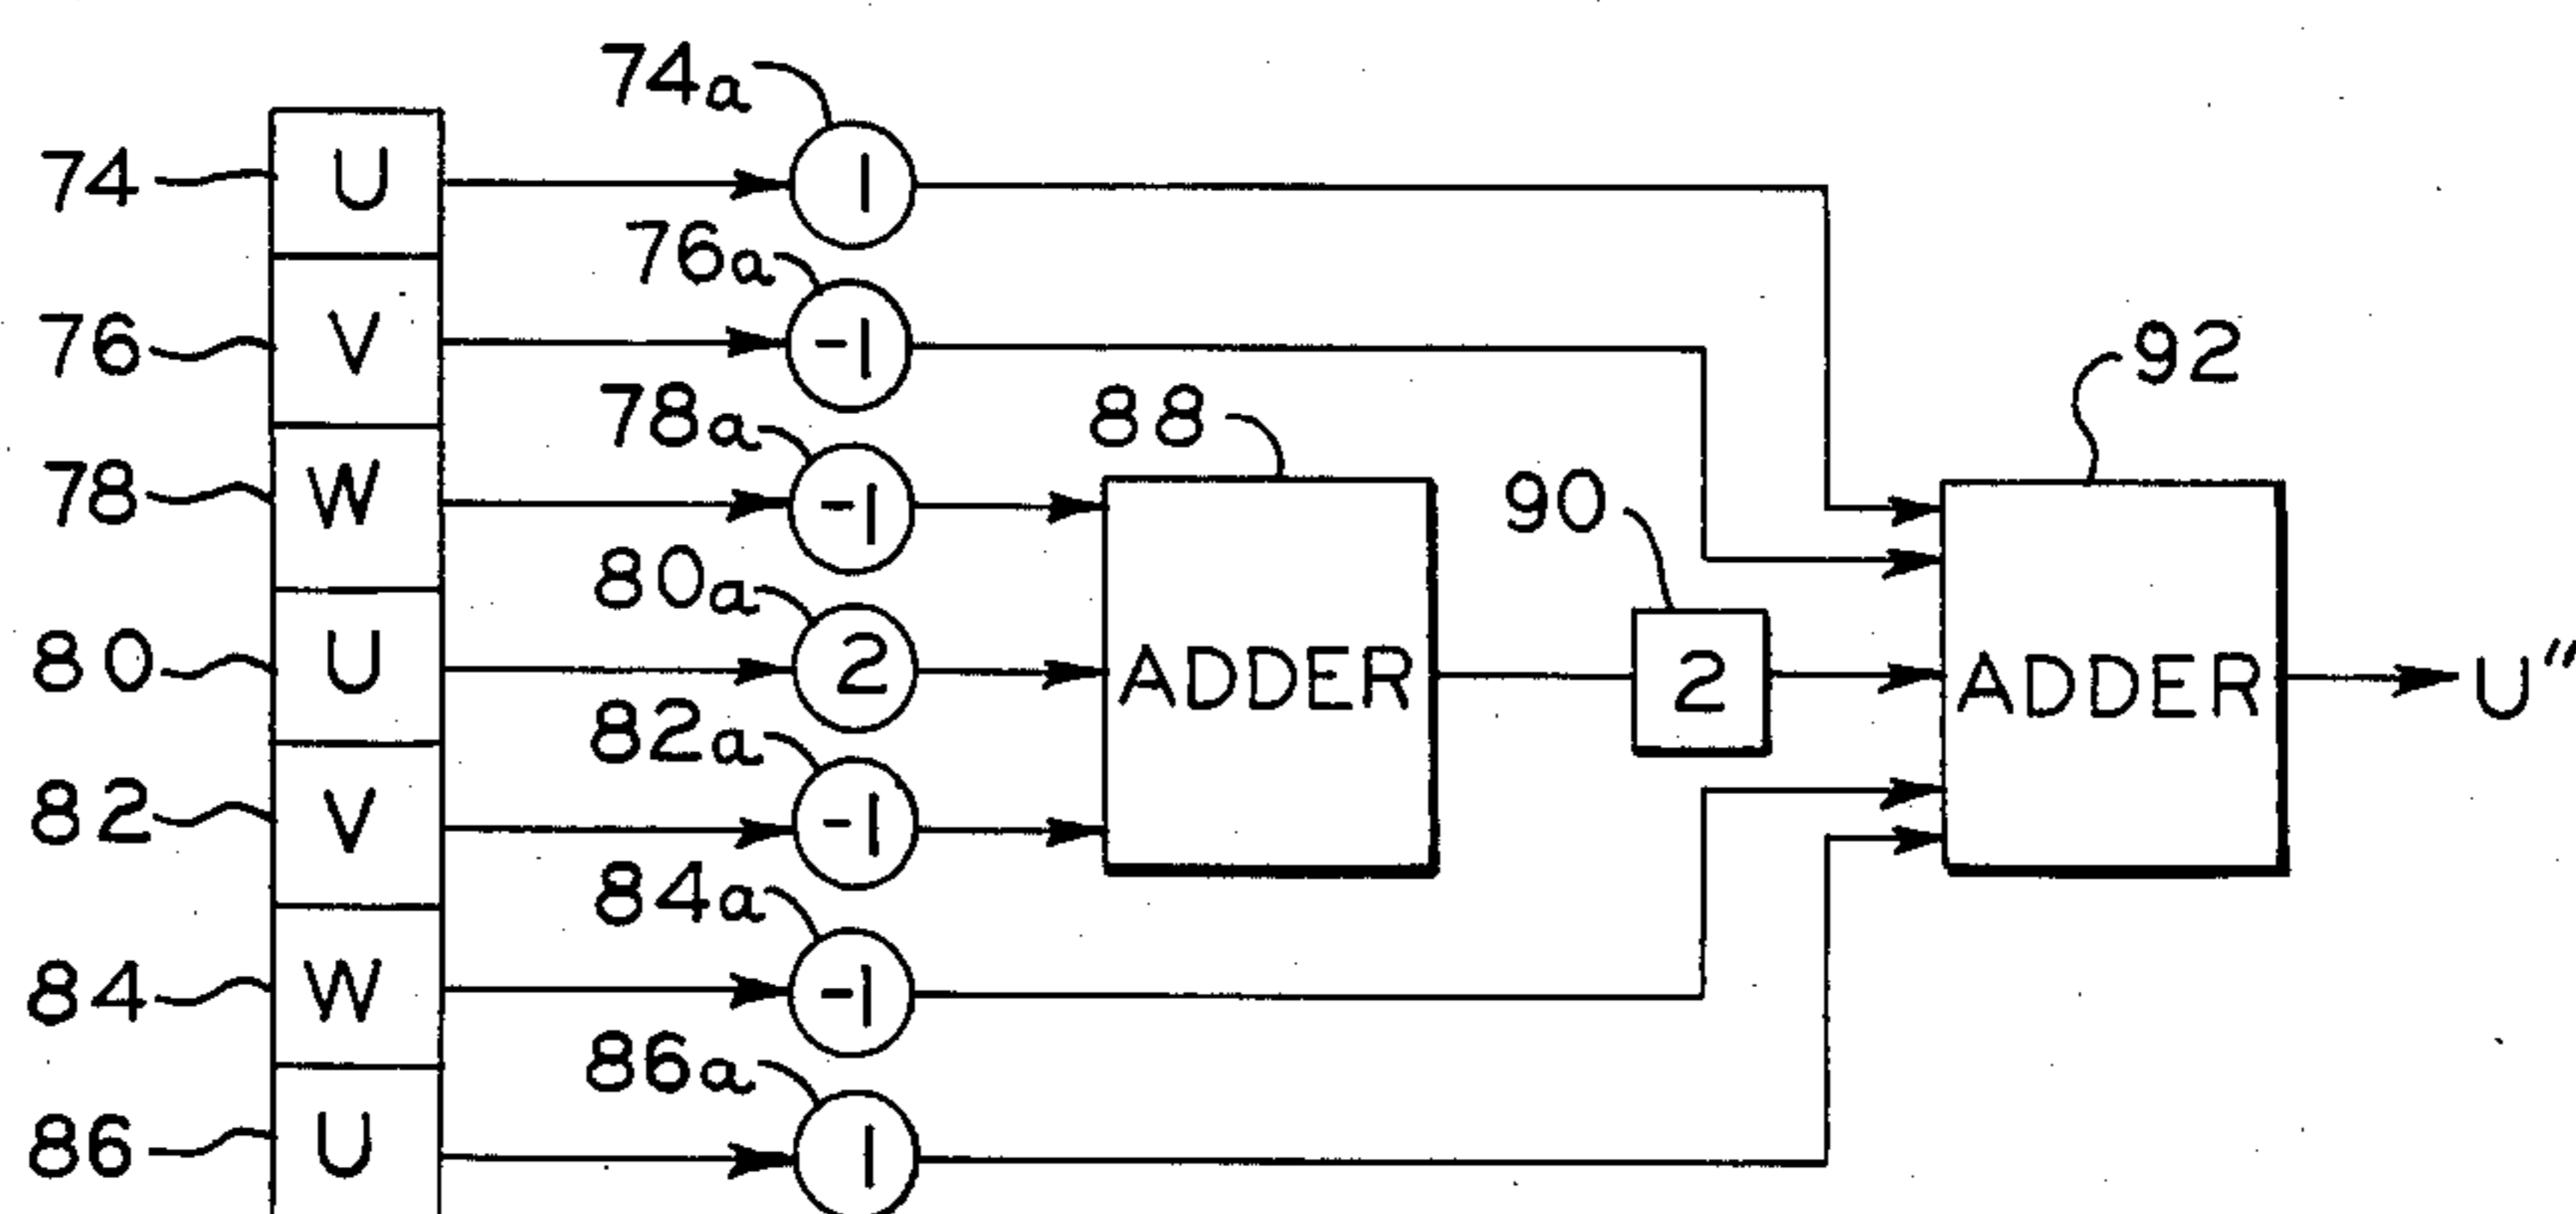 74a
74 U 1
76a
76 V -1
78a 88 92
78 W -1 90
80a
80 U 2 ADDER 2 ADDER U"
82a
82 V -1
84a
84 W -1
86a
86 U 1